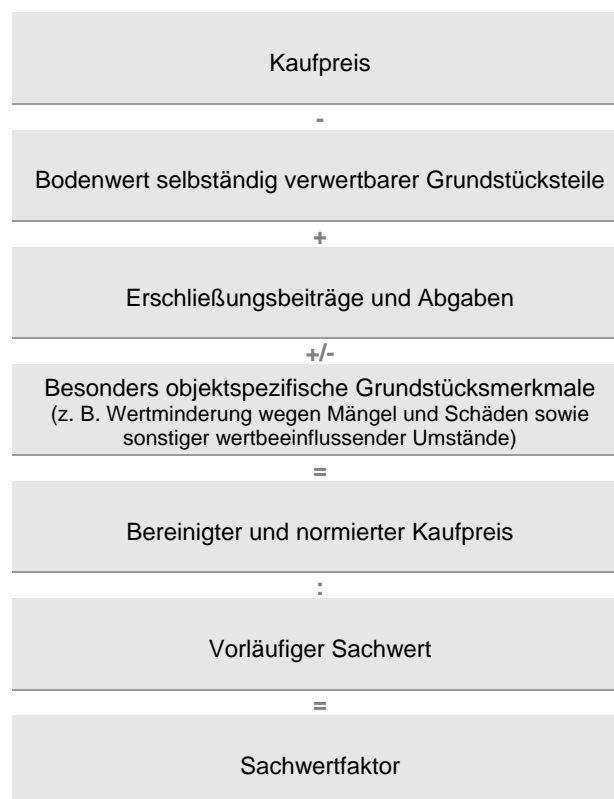 Kaufpreis
-
Bodenwert selbständig verwertbarer Grundstücksteile
+
Erschließungsbeiträge und Abgaben
+/-
Besonders objektspezifische Grundstücksmerkmale
(z. B. Wertminderung wegen Mängel und Schäden sowie
sonstiger wertbeeinflussender Umstände)
=
Bereinigter und normierter Kaufpreis
:
Vorläufiger Sachwert
=
Sachwertfaktor